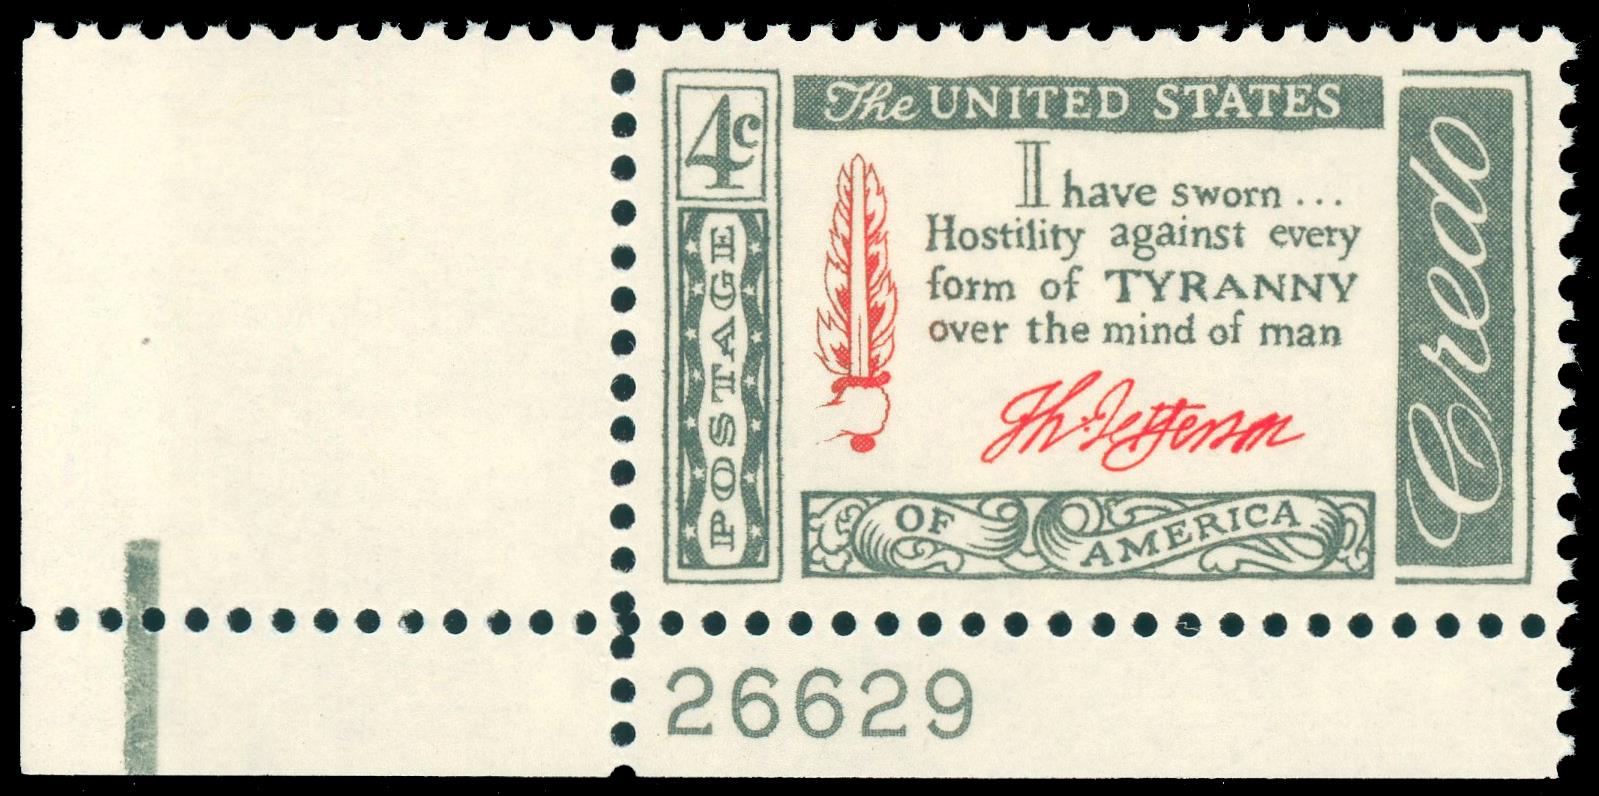 4c
POSTAGE
The UNITED STATES
I have sworn ...
Hostility against every
form of TYRANNY
over the mind of man
Th. Jefferson
OF AMERICA
Credo
26629